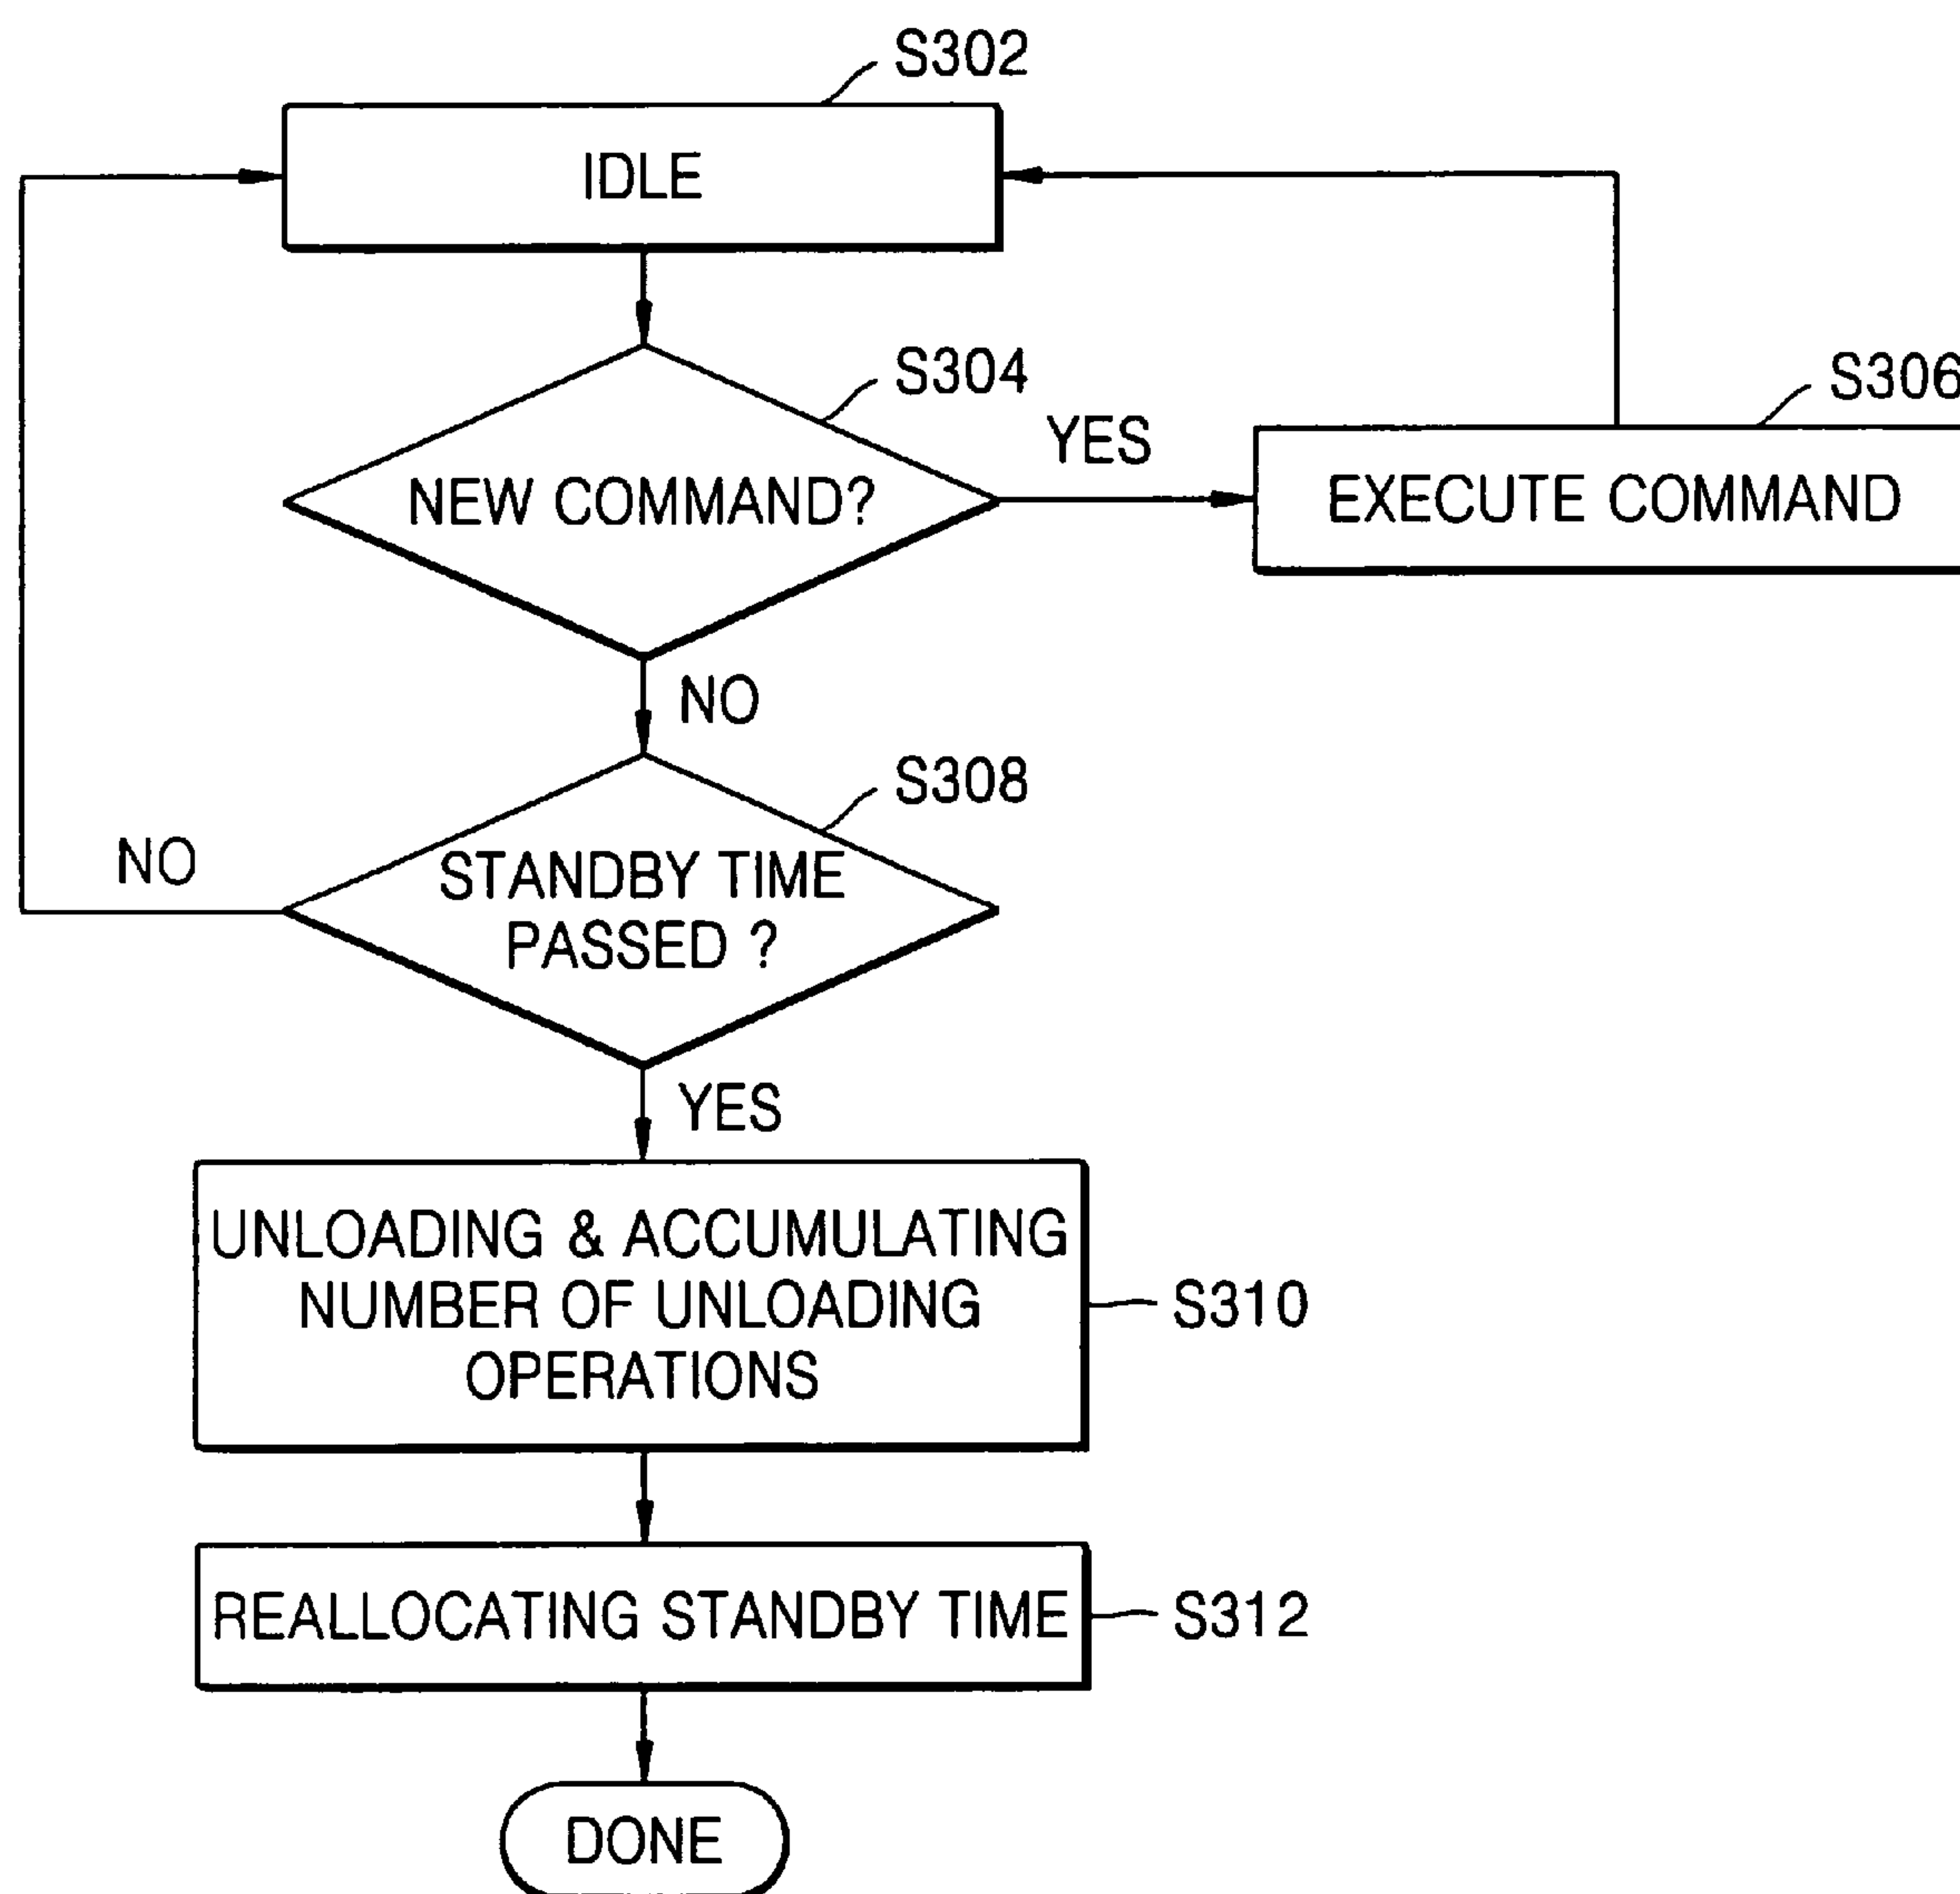 S302
IDLE
S304
NEW COMMAND?
YES
S306
EXECUTE COMMAND
NO
S308
STANDBY TIME
PASSED ?
NO
YES
UNLOADING & ACCUMULATING
NUMBER OF UNLOADING
OPERATIONS
S310
REALLOCATING STANDBY TIME
S312
DONE